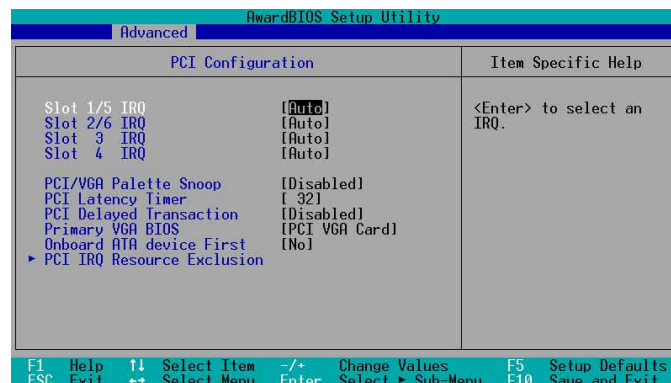 AwardBIOS Setup Utility
Advanced
PCI Configuration
Item Specific Help
Slot 1/5 IRQ [Auto]
Slot 2/6 IRQ [Auto]
Slot 3 IRQ [Auto]
Slot 4 IRQ [Auto]
<Enter> to select an
IRQ.
PCI/VGA Palette Snoop [Disabled]
PCI Latency Timer [ 32]
PCI Delayed Transaction [Disabled]
Primary VGA BIOS [PCI VGA Card]
Onboard ATA device First [No]
► PCI IRQ Resource Exclusion
F1 Help ↑↓ Select Item -/+ Change Values F5 Setup Defaults
ESC Exit ↔ Select Menu Enter Select ► Sub-Menu F10 Save and Exits